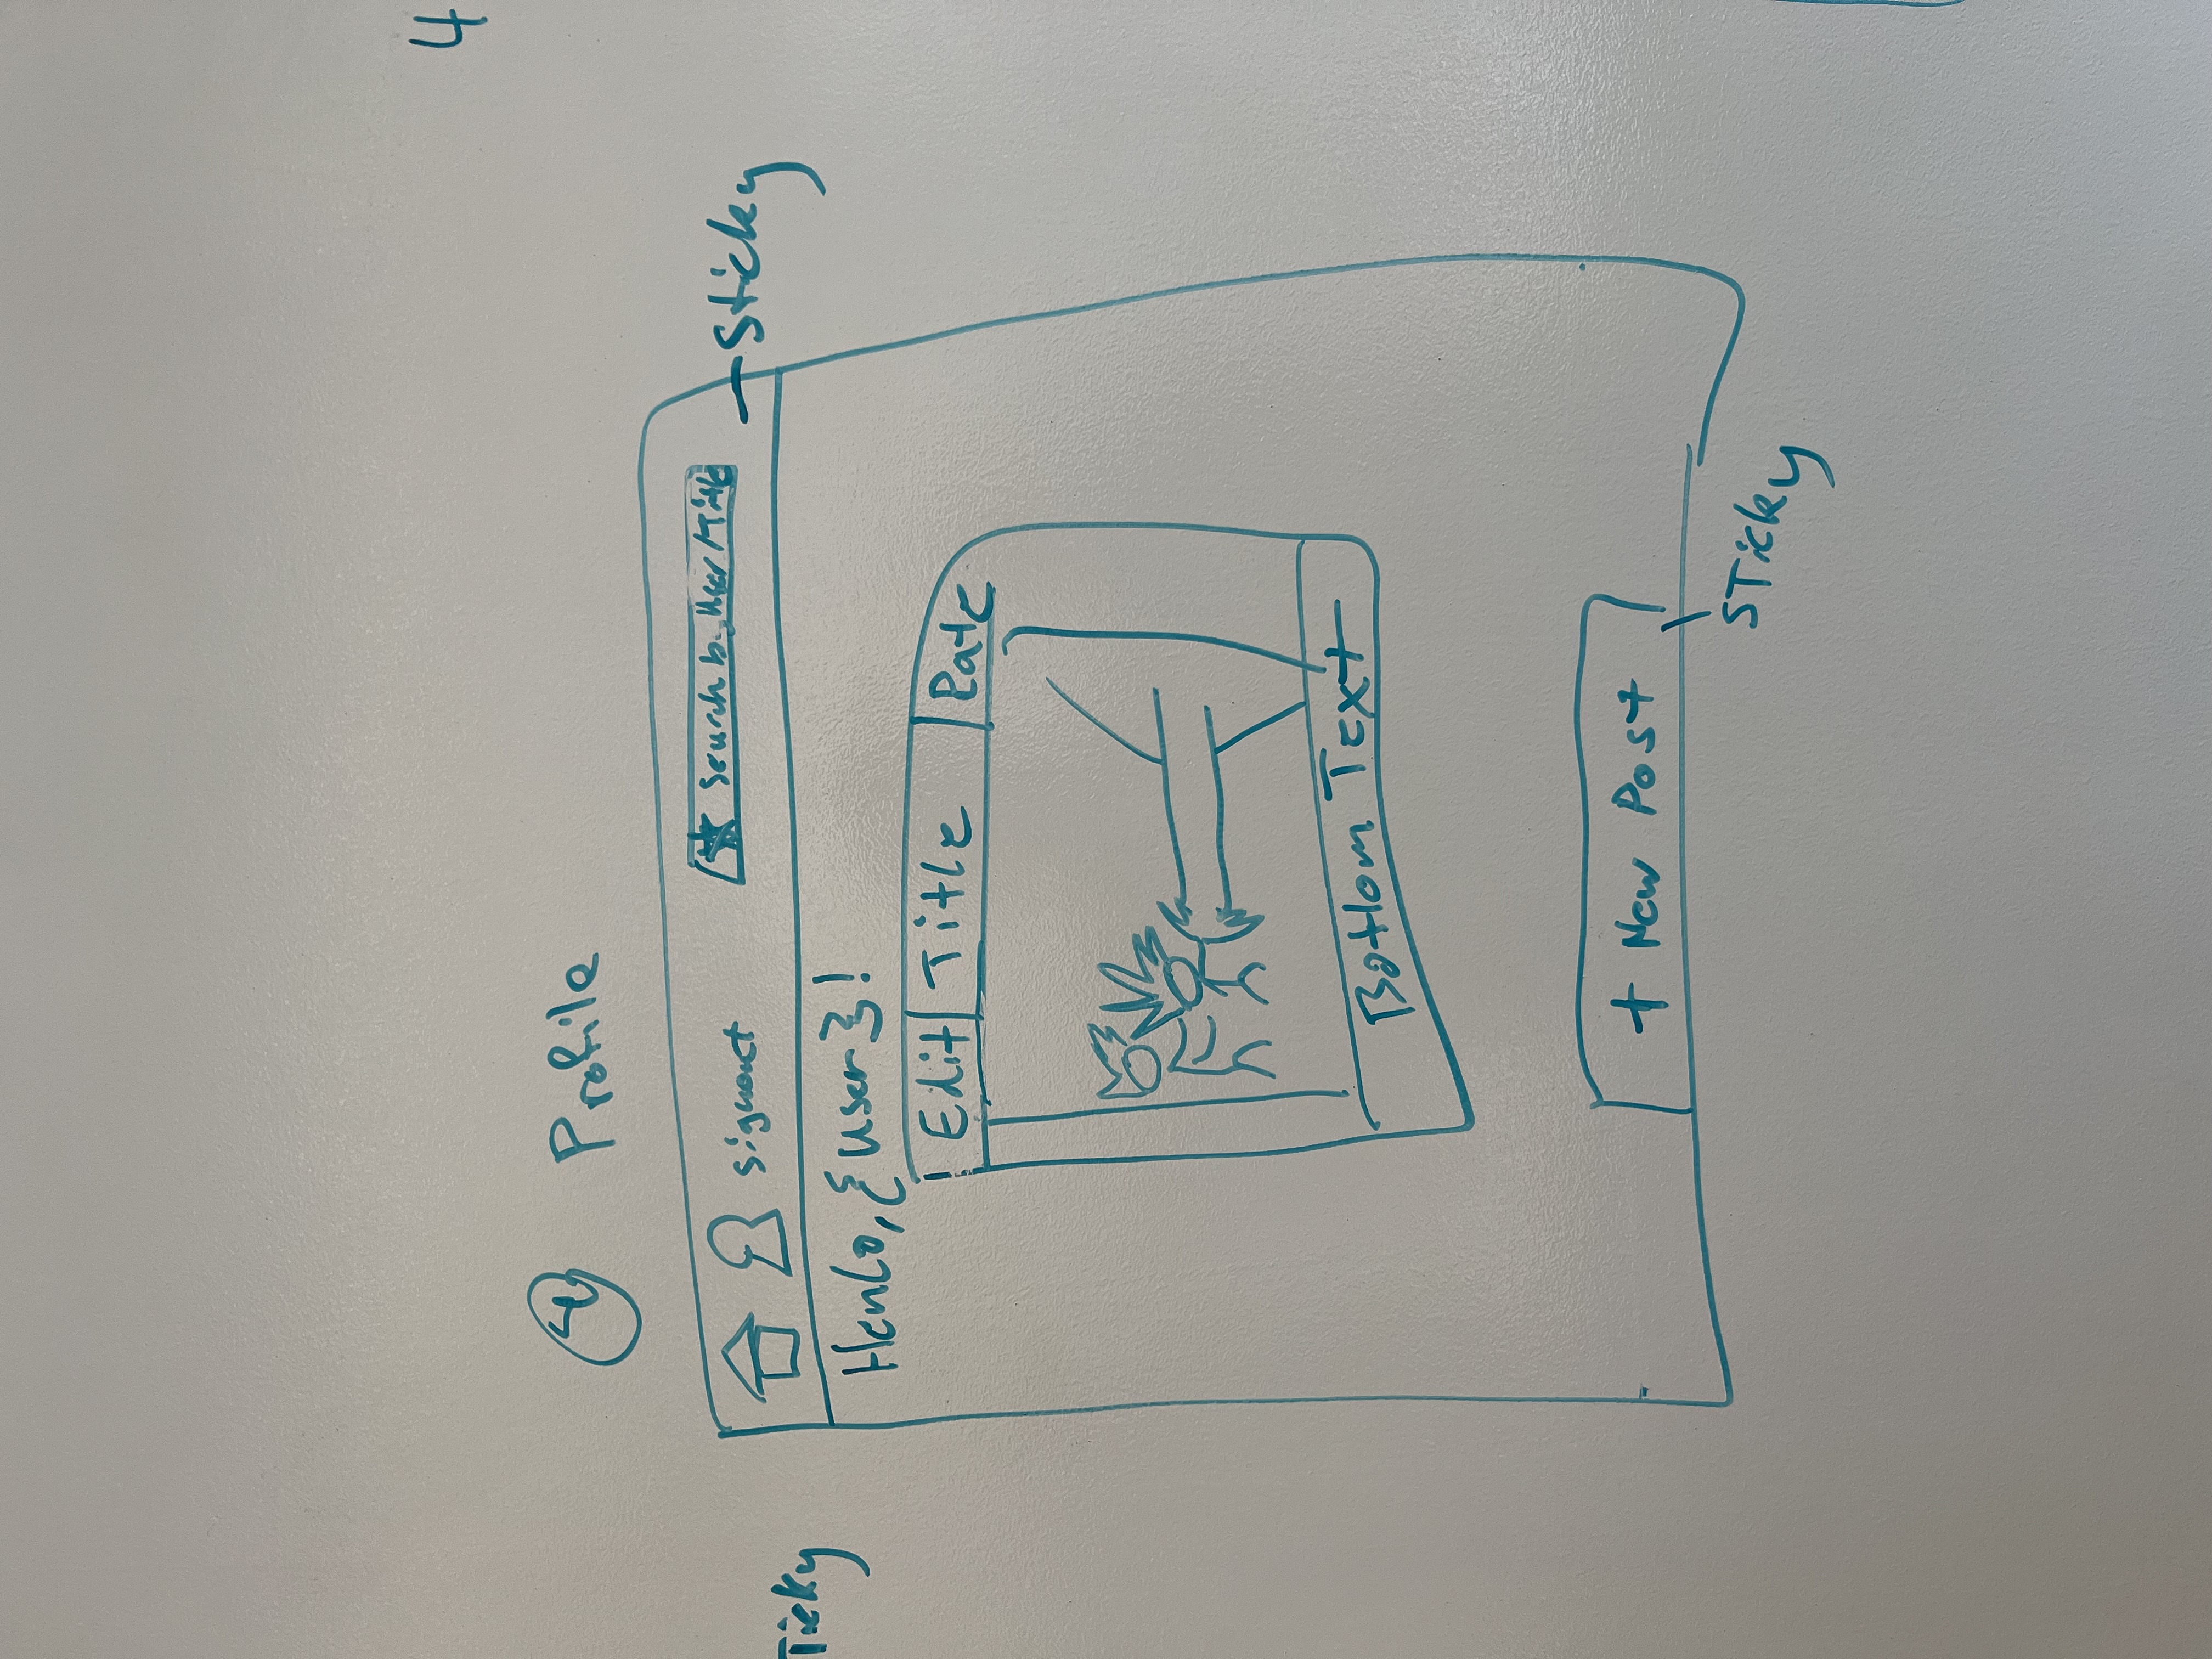 4
4 Profile
signout
Search by User/Title
Sticky
Ticky
Henlo, {user}!
Edit Title Rate
Bottom Text
+ New Post
STicky